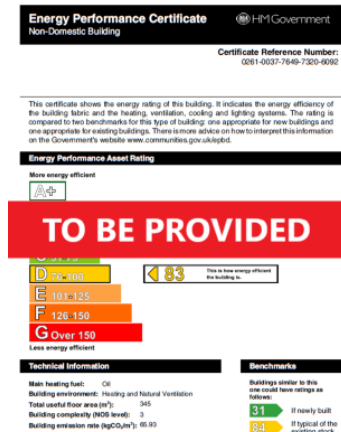 Energy Performance Certificate
HM Government
Non-Domestic Building
Certificate Reference Number:
0261-0037-7649-7320-6092
This certificate shows the energy rating of this building. It indicates the energy efficiency of
the building fabric and the heating, ventilation, cooling and lighting systems. The rating is
compared to two benchmarks for this type of building: one appropriate for new buildings and
one appropriate for existing buildings. There is more advice on how to interpret this information
on the Government's website www.communities.gov.uk/epbd.
Energy Performance Asset Rating
More energy efficient
A+
TO BE PROVIDED
D 76-100
83
This is how energy efficient
the building is.
E 101-125
F 126-150
G Over 150
Less energy efficient
Technical Information
Main heating fuel: Oil
Building environment: Heating and Natural Ventilation
Total useful floor area (m²): 345
Building complexity (NOS level): 3
Building emission rate (kgCO₂/m²): 65.93
Benchmarks
Buildings similar to this
one could have ratings as
follows:
31 If newly built
84 If typical of the
existing stock